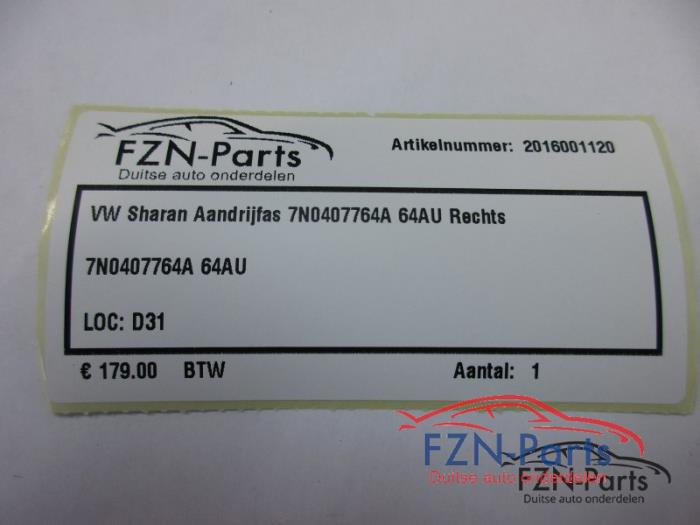 FZN-Parts
Duitse auto onderdelen
Artikelnummer: 2016001120
VW Sharan Aandrijfas 7N0407764A 64AU Rechts
7N0407764A 64AU
LOC: D31
€ 179.00 BTW
Aantal: 1
FZN-Parts
Duitse auto onderdelen
FZN-Parts
Duitse auto onderdelen